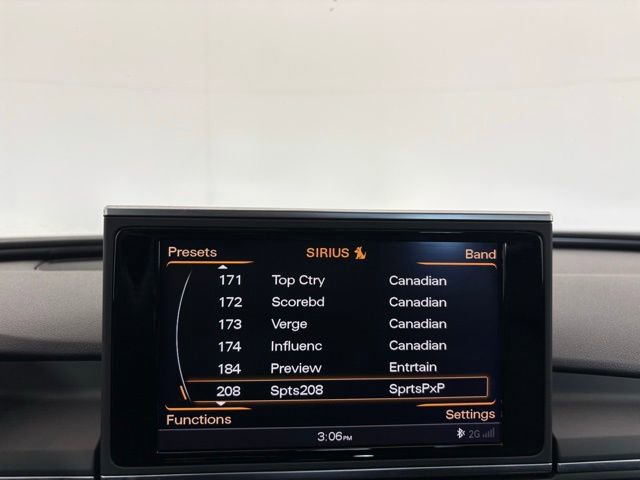 Presets SIRIUS Band
171 Top Ctry Canadian
172 Scorebd Canadian
173 Verge Canadian
174 Influenc Canadian
184 Preview Entrtain
208 Spts208 SprtsPxP
Functions Settings
3:06PM 2G